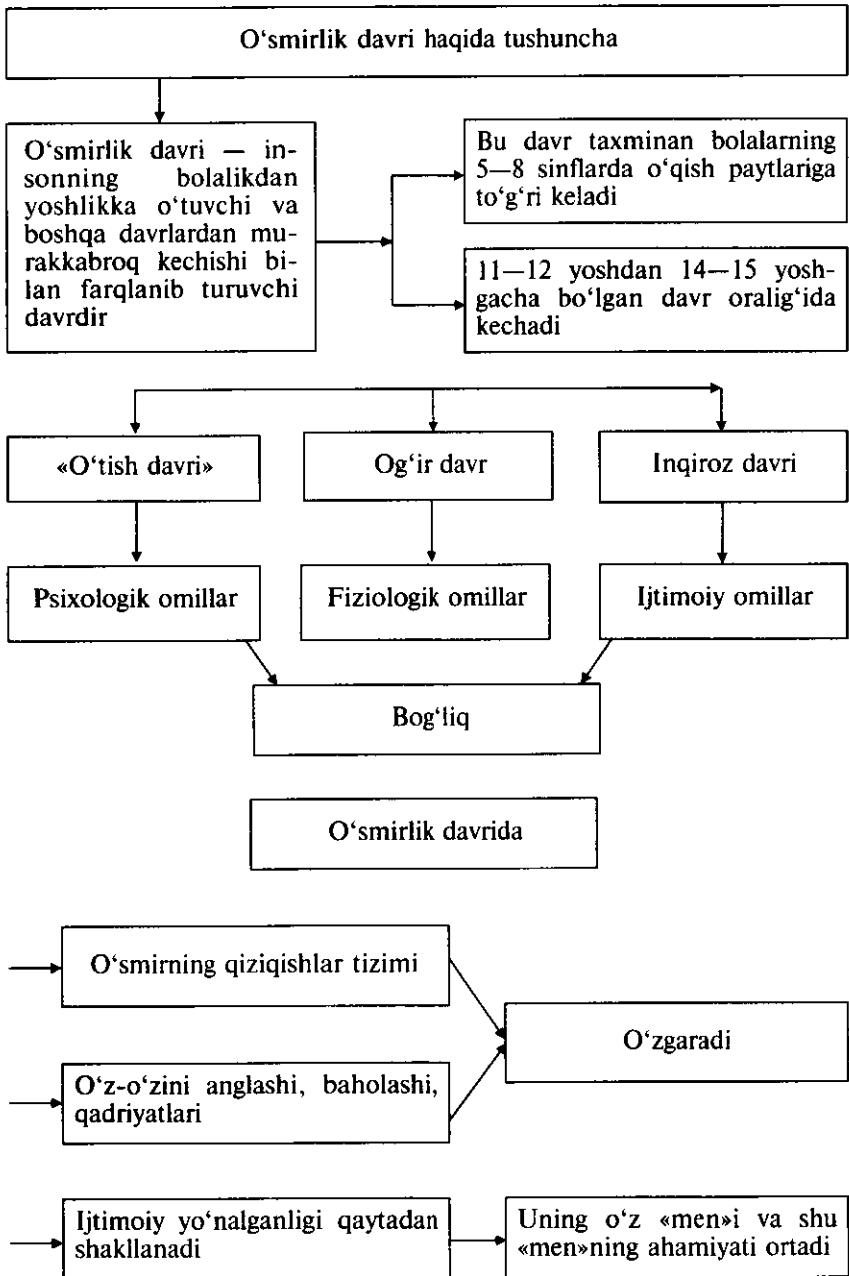 O‘smirlik davri haqida tushuncha
O‘smirlik davri — in-
sonning bolalikdan
yoshlikka o‘tuvchi va
boshqa davrlardan mu-
rakkabroq kechishi bi-
lan farqlanib turuvchi
davrdir
Bu davr taxminan bolalarning
5—8 sinflarda o‘qish paytlariga
to‘g‘ri keladi
11—12 yoshdan 14—15 yosh-
gacha bo‘lgan davr oralig‘ida
kechadi
«O‘tish davri»
Og‘ir davr
Inqiroz davri
Psixologik omillar
Fiziologik omillar
Ijtimoiy omillar
Bog‘liq
O‘smirlik davrida
O‘smirning qiziqishlar tizimi
O‘zgaradi
O‘z-o‘zini anglashi, baholashi,
qadriyatlari
Ijtimoiy yo‘nalganligi qaytadan
shakllanadi
Uning o‘z «men»i va shu
«men»ning ahamiyati ortadi